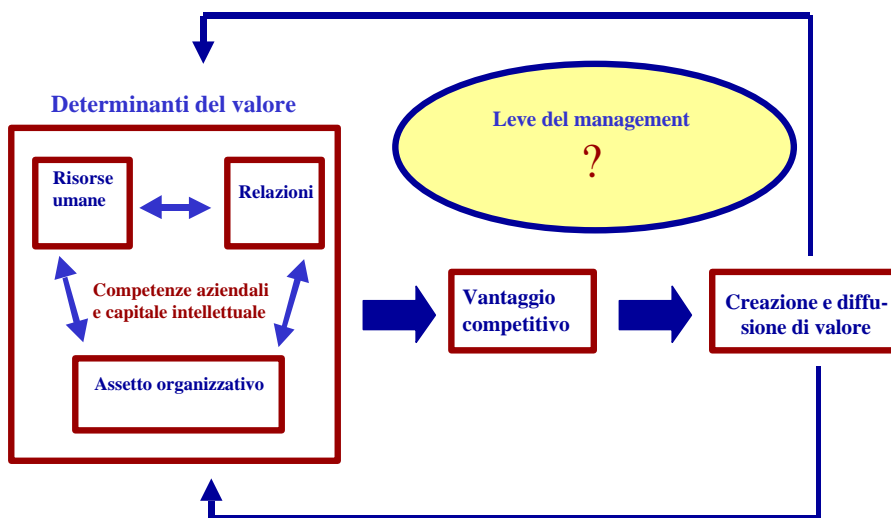 Determinanti del valore
Leve del management
?
Risorse
umane
Relazioni
Competenze aziendali
e capitale intellettuale
Assetto organizzativo
Vantaggio
competitivo
Creazione e diffu-
sione di valore